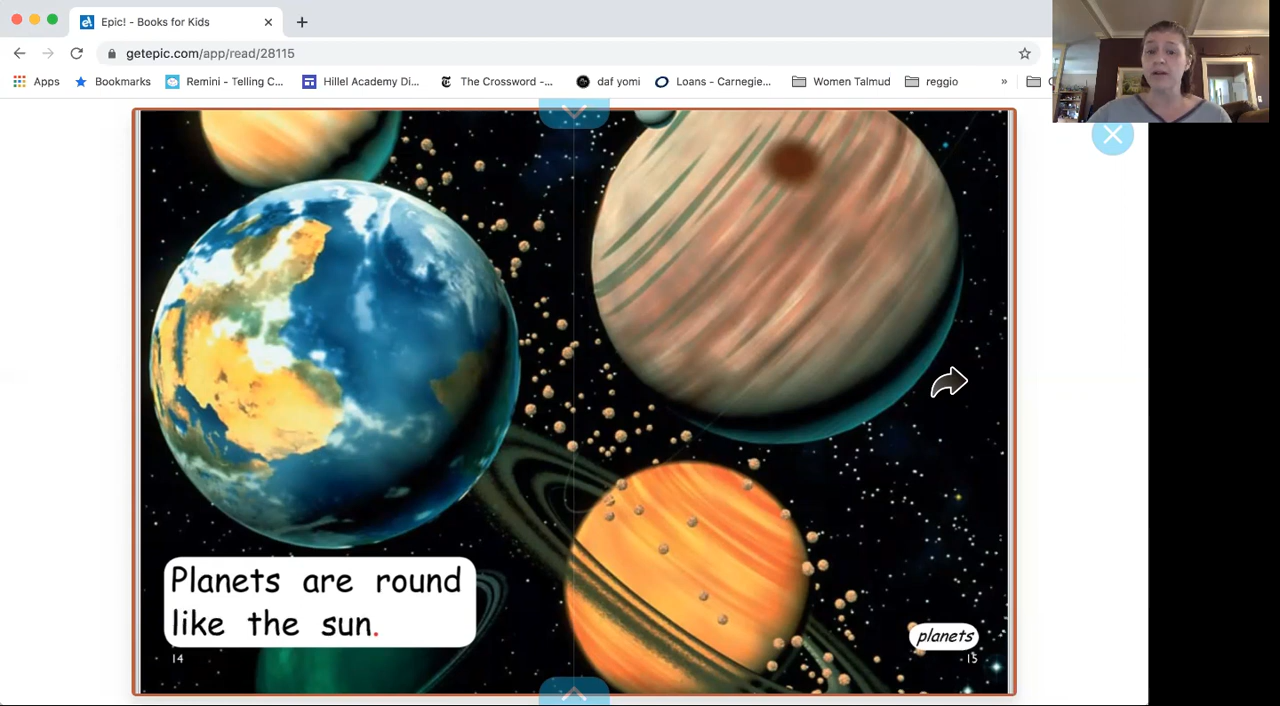 Epic! - Books for Kids
getepic.com/app/read/28115
Apps Bookmarks Remini - Telling C... Hillel Academy Di... The Crossword -... daf yomi Loans - Carnegie... Women Talmud reggio »
Planets are round
like the sun.
14
planets
15